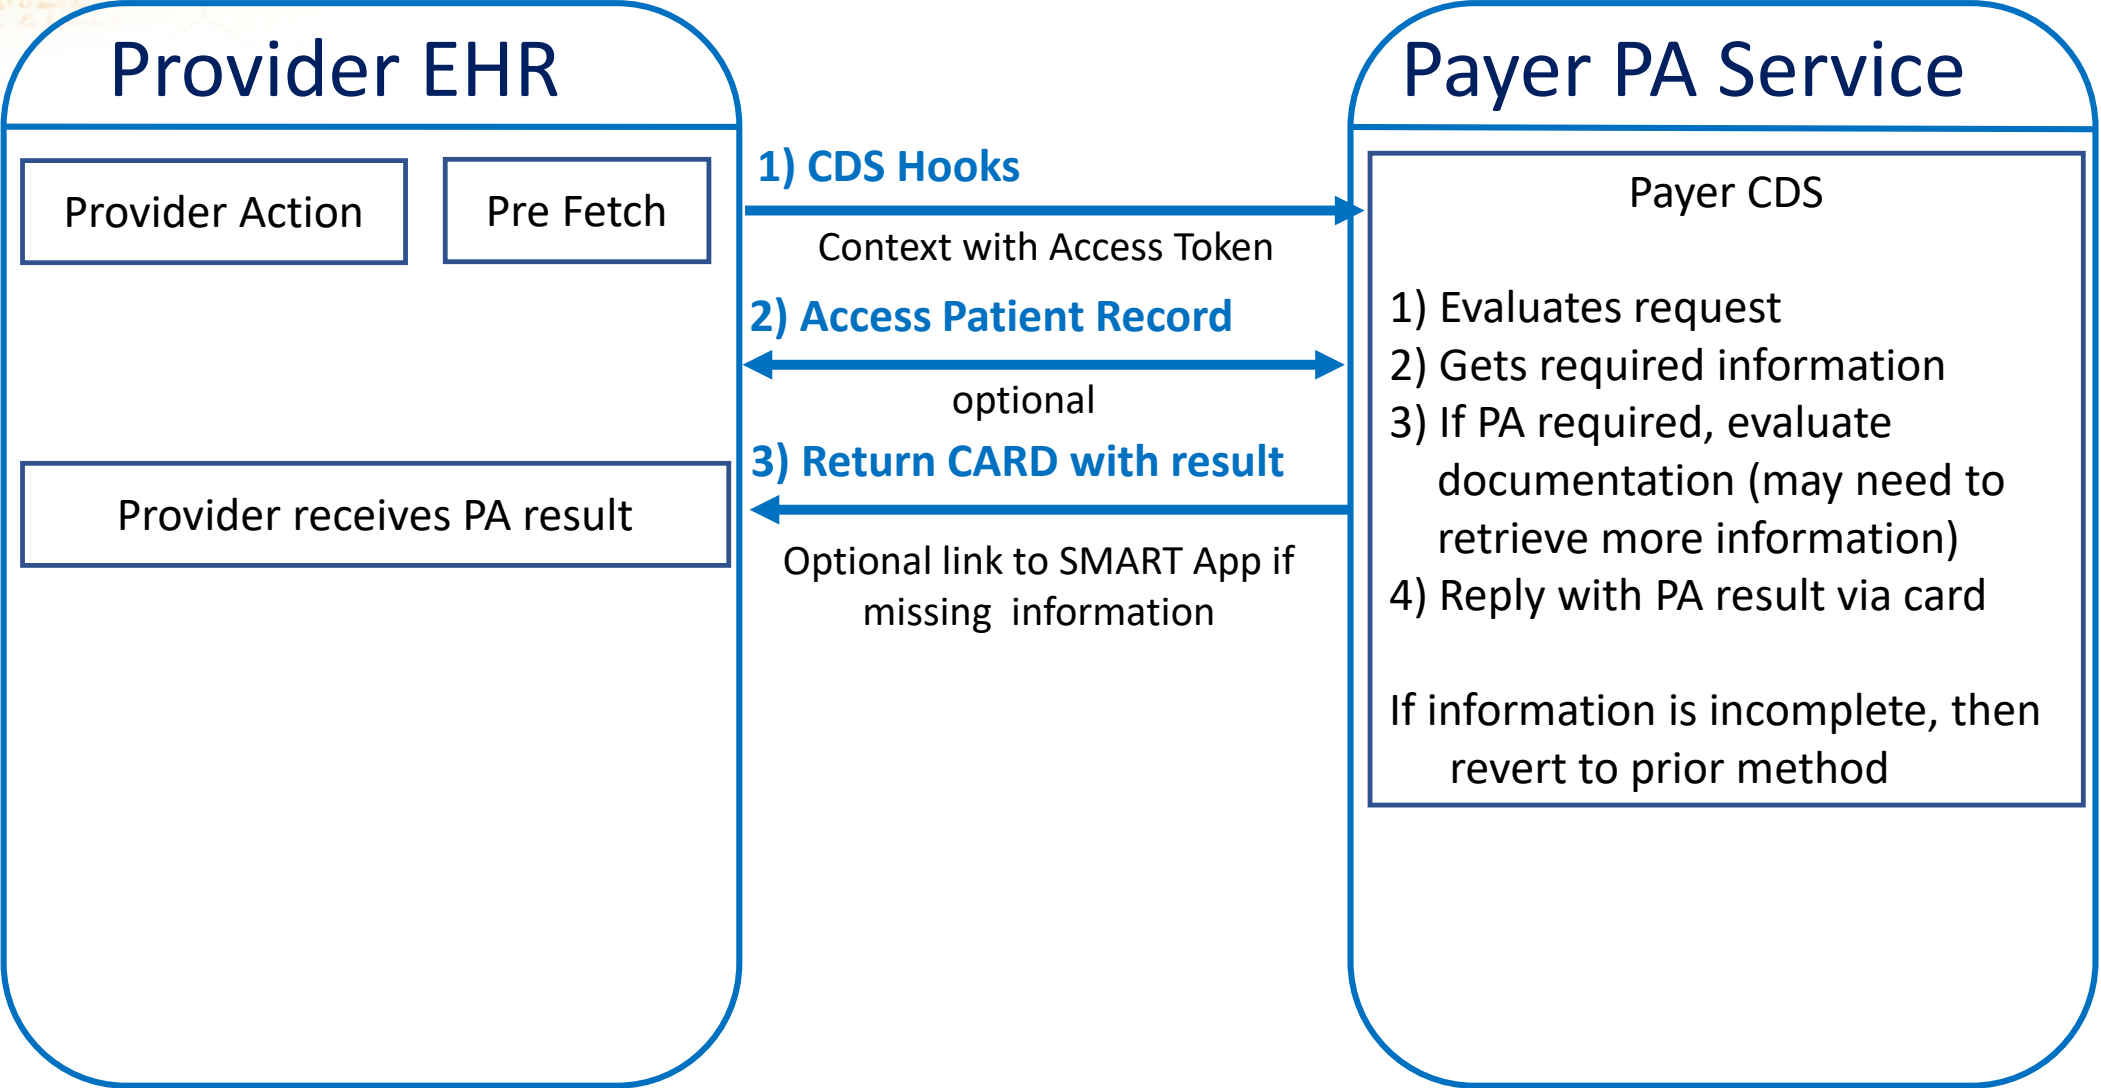 Provider EHR
Provider Action
Pre Fetch
Provider receives PA result
1) CDS Hooks
Context with Access Token
2) Access Patient Record
optional
3) Return CARD with result
Optional link to SMART App if
missing  information
Payer PA Service
Payer CDS
1) Evaluates request
2) Gets required information
3) If PA required, evaluate
documentation (may need to
retrieve more information)
4) Reply with PA result via card
If information is incomplete, then
revert to prior method